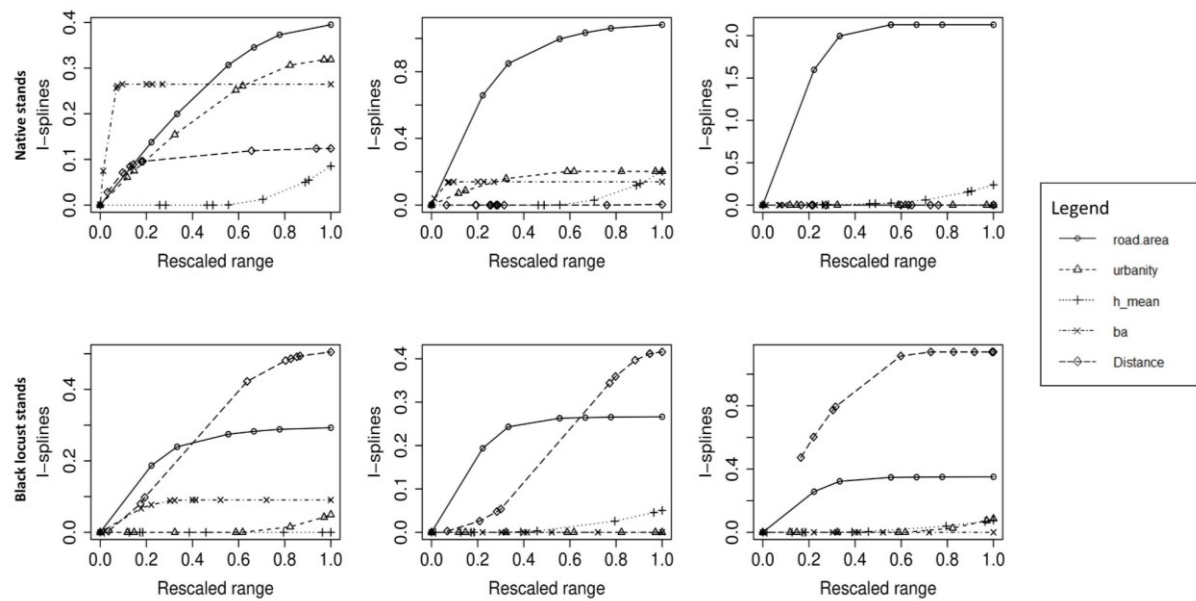 Native stands
I-splines
0.0 0.1 0.2 0.3 0.4
0.0 0.2 0.4 0.6 0.8 1.0
Rescaled range
I-splines
0.0 0.4 0.8
0.0 0.2 0.4 0.6 0.8 1.0
Rescaled range
I-splines
0.0 0.5 1.0 1.5 2.0
0.0 0.2 0.4 0.6 0.8 1.0
Rescaled range
Legend
road.area
urbanity
h_mean
ba
Distance
Black locust stands
I-splines
0.0 0.2 0.4
0.0 0.2 0.4 0.6 0.8 1.0
Rescaled range
I-splines
0.0 0.1 0.2 0.3 0.4
0.0 0.2 0.4 0.6 0.8 1.0
Rescaled range
I-splines
0.0 0.4 0.8
0.0 0.2 0.4 0.6 0.8 1.0
Rescaled range